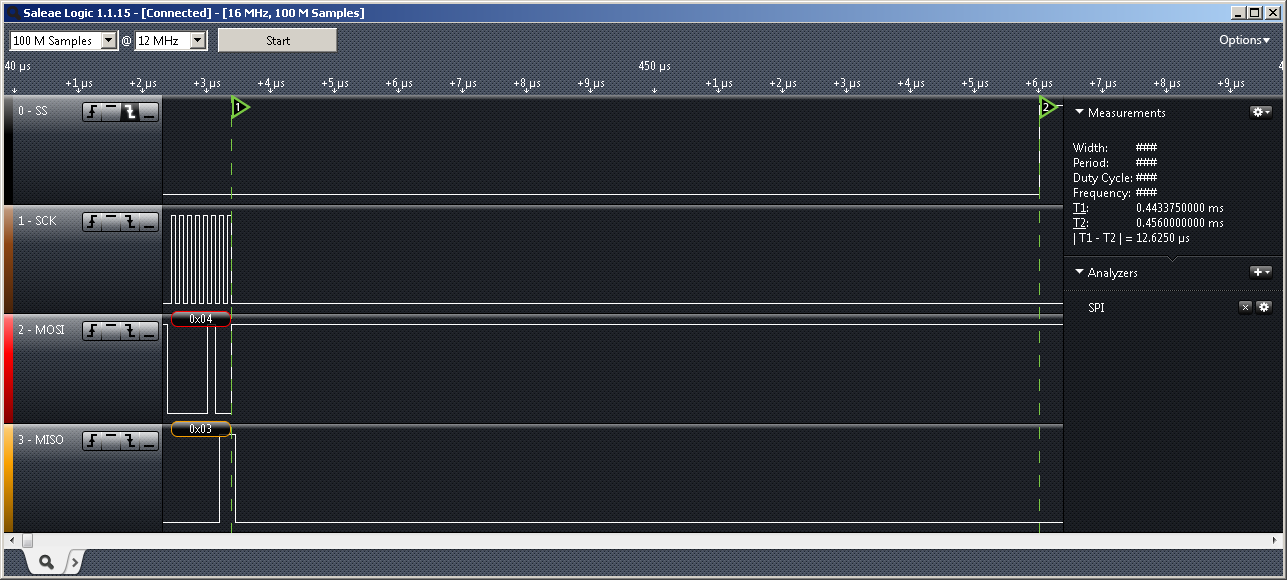 Saleae Logic 1.1.15 - [Connected] - [16 MHz, 100 M Samples]
100 M Samples @ 12 MHz Start Options
40 µs 450 µs 4
+1 µs +2 µs +3 µs +4 µs +5 µs +6 µs +7 µs +8 µs +9 µs +1 µs +2 µs +3 µs +4 µs +5 µs +6 µs +7 µs +8 µs +9 µs
0 - SS
1
2
Measurements
Width: ###
Period: ###
Duty Cycle: ###
Frequency: ###
T1: 0.4433750000 ms
T2: 0.4560000000 ms
| T1 - T2 | = 12.6250 µs
1 - SCK
Analyzers
SPI
2 - MOSI
0x04
3 - MISO
0x03